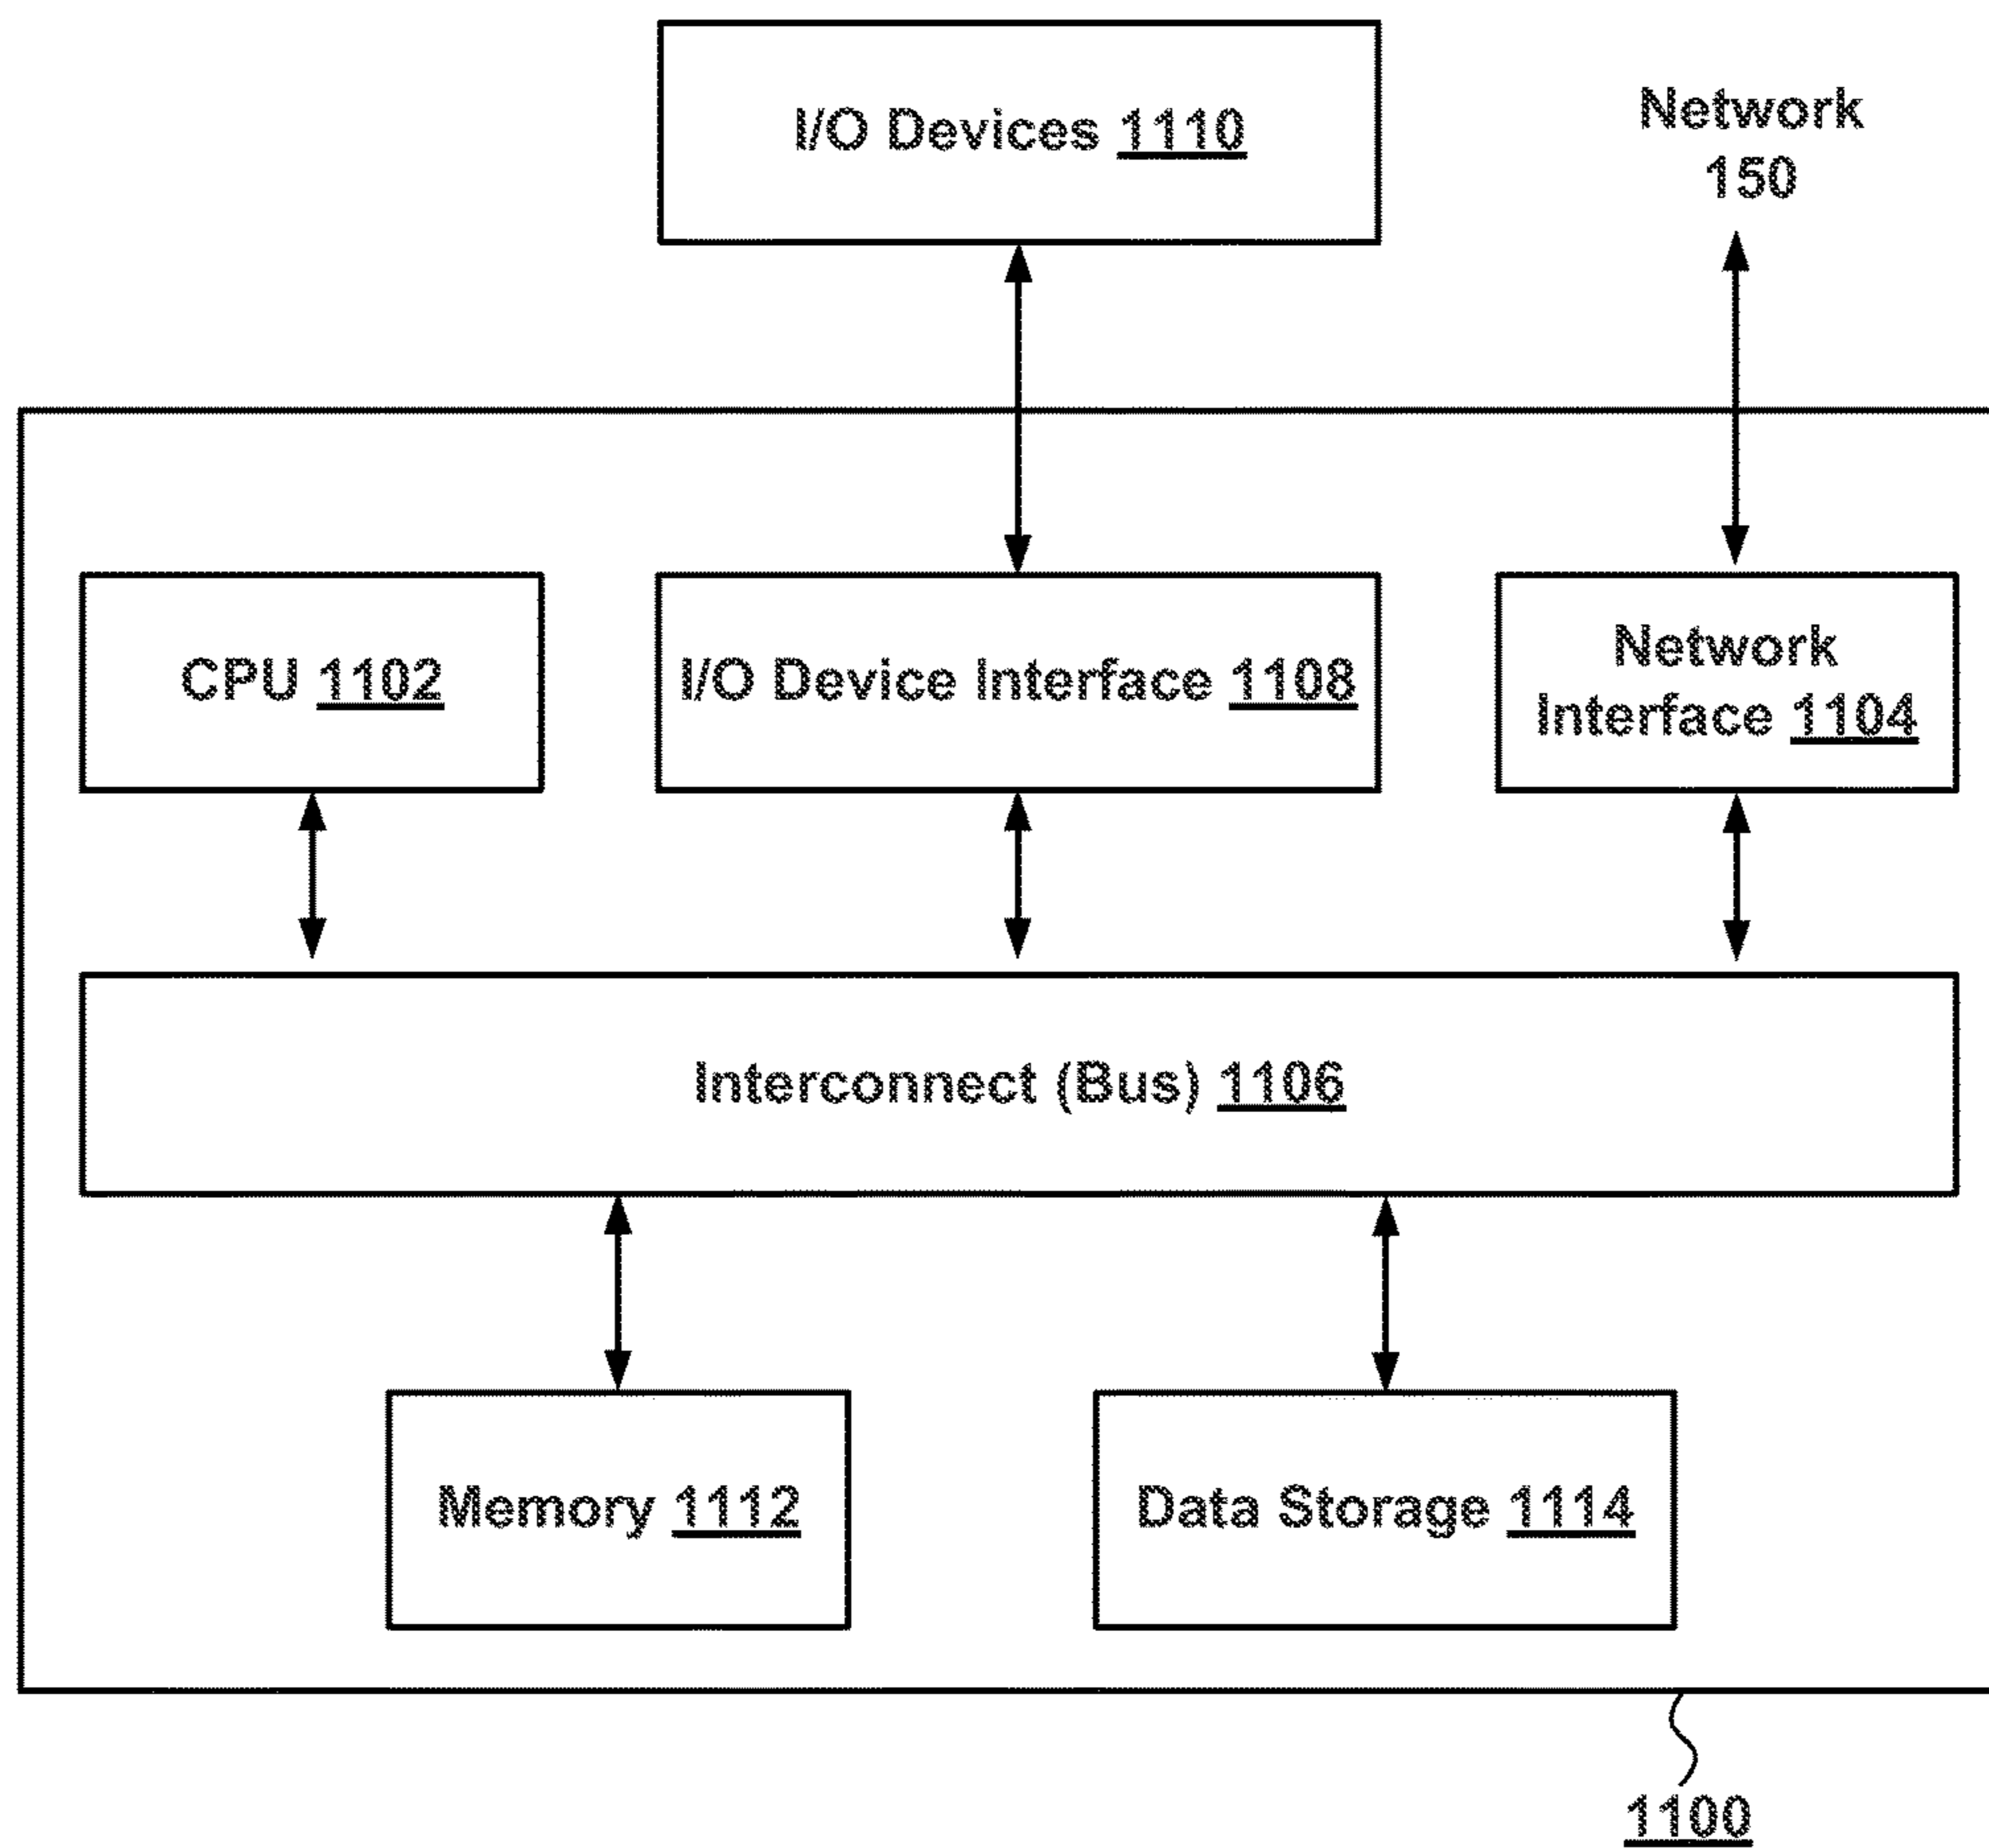 I/O Devices 1110
Network
150
CPU 1102
I/O Device Interface 1108
Network
Interface 1104
Interconnect (Bus) 1106
Memory 1112
Data Storage 1114
1100